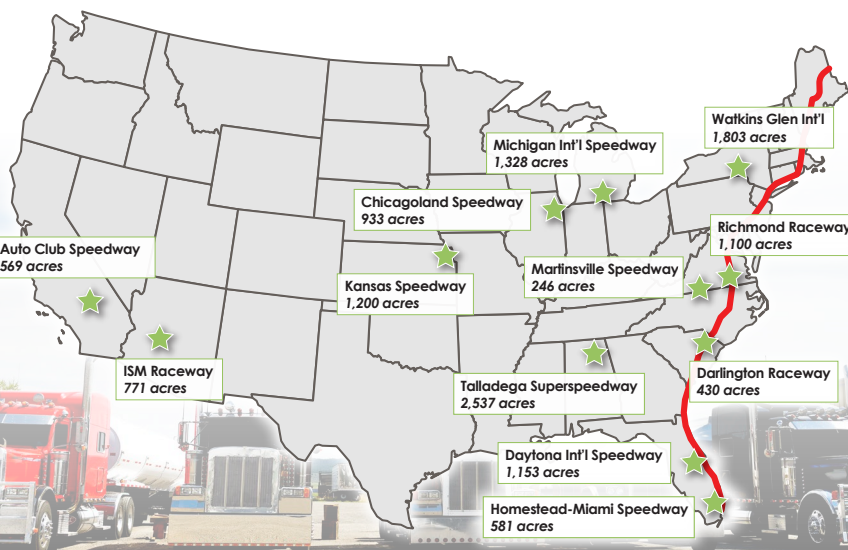 Watkins Glen Int'l
1,803 acres
Michigan Int'l Speedway
1,328 acres
Chicagoland Speedway
933 acres
Richmond Raceway
1,100 acres
Auto Club Speedway
569 acres
Martinsville Speedway
246 acres
Kansas Speedway
1,200 acres
ISM Raceway
771 acres
Darlington Raceway
430 acres
Talladega Superspeedway
2,537 acres
Daytona Int'l Speedway
1,153 acres
Homestead-Miami Speedway
581 acres